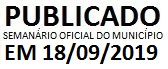 PUBLICADO
SEMANÁRIO OFICIAL DO MUNICÍPIO
EM 18/09/2019